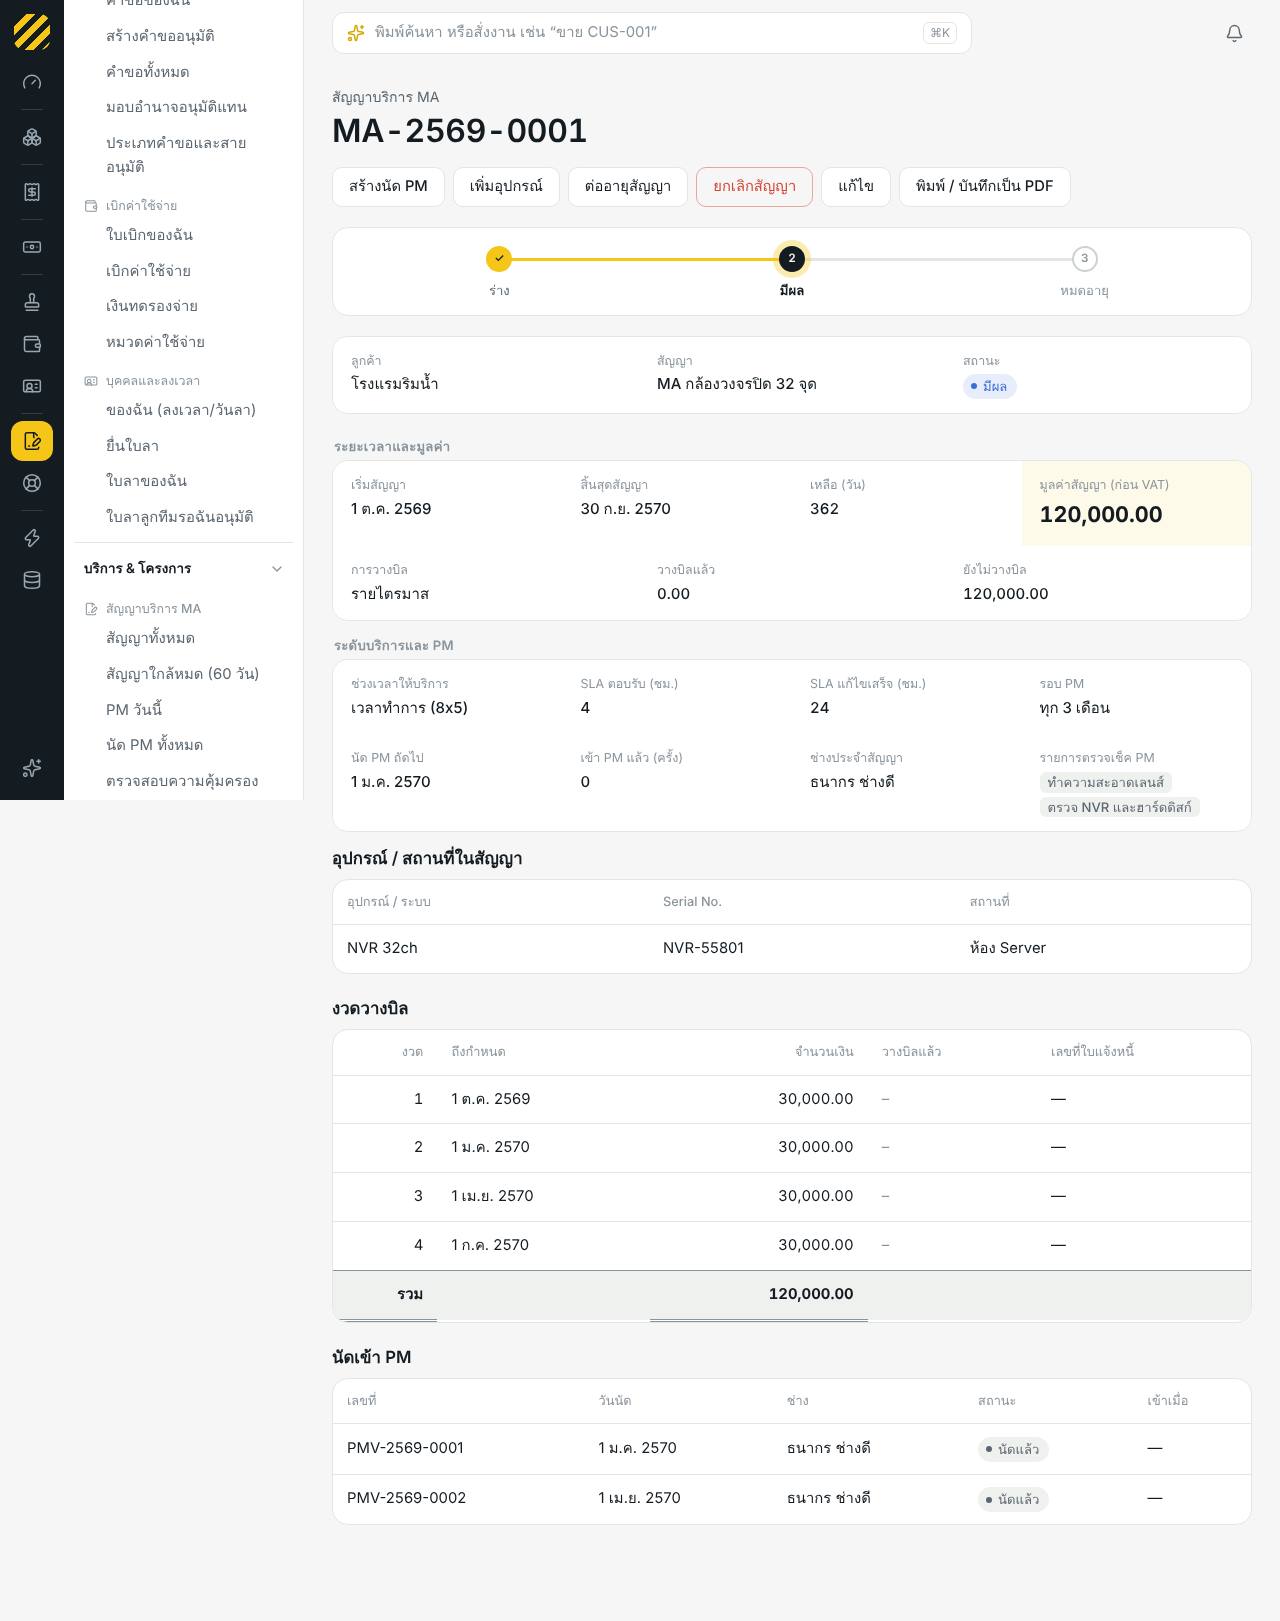 คำขอของฉัน
สร้างคำขออนุมัติ
คำขอทั้งหมด
มอบอำนาจอนุมัติแทน
ประเภทคำขอและสาย
อนุมัติ
เบิกค่าใช้จ่าย
ใบเบิกของฉัน
เบิกค่าใช้จ่าย
เงินทดรองจ่าย
หมวดค่าใช้จ่าย
บุคคลและลงเวลา
ของฉัน (ลงเวลา/วันลา)
ยื่นใบลา
ใบลาของฉัน
ใบลาลูกทีมรอฉันอนุมัติ
บริการ & โครงการ
สัญญาบริการ MA
สัญญาทั้งหมด
สัญญาใกล้หมด (60 วัน)
PM วันนี้
นัด PM ทั้งหมด
ตรวจสอบความคุ้มครอง
พิมพ์ค้นหา หรือสั่งงาน เช่น “ขาย CUS-001” ⌘K
สัญญาบริการ MA
MA-2569-0001
สร้างนัด PM เพิ่มอุปกรณ์ ต่ออายุสัญญา ยกเลิกสัญญา แก้ไข พิมพ์ / บันทึกเป็น PDF
2 3
ร่าง มีผล หมดอายุ
ลูกค้า สัญญา สถานะ
โรงแรมริมน้ำ MA กล้องวงจรปิด 32 จุด มีผล
ระยะเวลาและมูลค่า
เริ่มสัญญา สิ้นสุดสัญญา เหลือ (วัน) มูลค่าสัญญา (ก่อน VAT)
1 ต.ค. 2569 30 ก.ย. 2570 362 120,000.00
การวางบิล วางบิลแล้ว ยังไม่วางบิล
รายไตรมาส 0.00 120,000.00
ระดับบริการและ PM
ช่วงเวลาให้บริการ SLA ตอบรับ (ชม.) SLA แก้ไขเสร็จ (ชม.) รอบ PM
เวลาทำการ (8x5) 4 24 ทุก 3 เดือน
นัด PM ถัดไป เข้า PM แล้ว (ครั้ง) ช่างประจำสัญญา รายการตรวจเช็ค PM
1 ม.ค. 2570 0 ธนากร ช่างดี ทำความสะอาดเลนส์
ตรวจ NVR และฮาร์ดดิสก์
อุปกรณ์ / สถานที่ในสัญญา
อุปกรณ์ / ระบบ Serial No. สถานที่
NVR 32ch NVR-55801 ห้อง Server
งวดวางบิล
งวด ถึงกำหนด จำนวนเงิน วางบิลแล้ว เลขที่ใบแจ้งหนี้
1 1 ต.ค. 2569 30,000.00 – —
2 1 ม.ค. 2570 30,000.00 – —
3 1 เม.ย. 2570 30,000.00 – —
4 1 ก.ค. 2570 30,000.00 – —
รวม 120,000.00
นัดเข้า PM
เลขที่ วันนัด ช่าง สถานะ เข้าเมื่อ
PMV-2569-0001 1 ม.ค. 2570 ธนากร ช่างดี นัดแล้ว —
PMV-2569-0002 1 เม.ย. 2570 ธนากร ช่างดี นัดแล้ว —